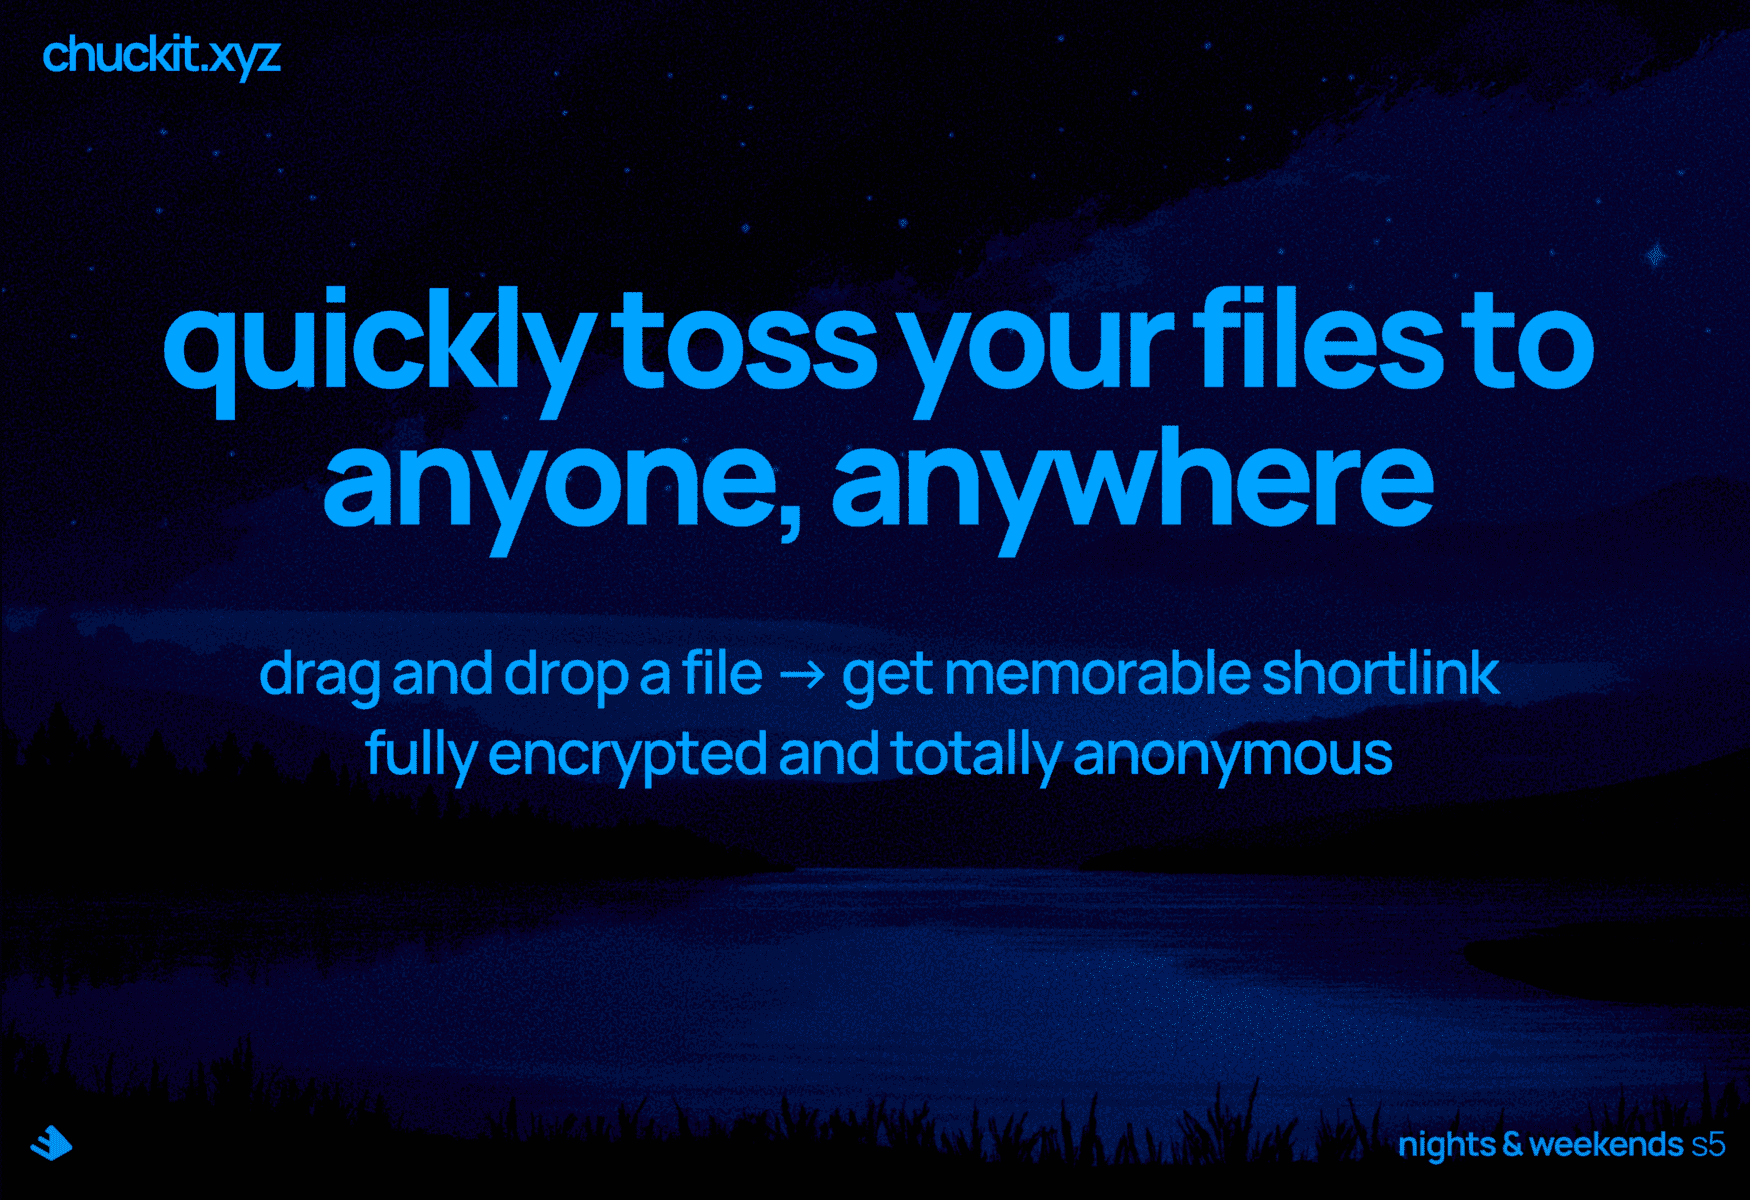 chuckit.xyz
quickly toss your files to
anyone, anywhere
drag and drop a file → get memorable shortlink
fully encrypted and totally anonymous
nights & weekends s5